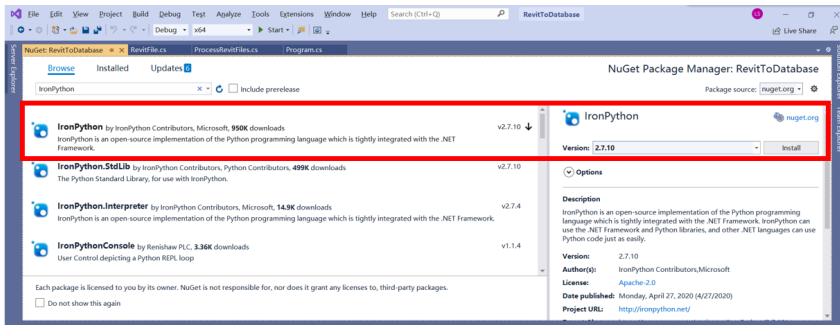 File Edit View Project Build Debug Test Analyze Tools Extensions Window Help Search (Ctrl+Q) RevitToDatabase LS
Debug x64 Start Live Share
NuGet: RevitToDatabase RevitFile.cs ProcessRevitFiles.cs Program.cs
Server Explorer
Solution Explorer
Team Explorer
Browse Installed Updates 6 NuGet Package Manager: RevitToDatabase
IronPython Include prerelease Package source: nuget.org
IronPython by IronPython Contributors, Microsoft, 950K downloads v2.7.10
IronPython is an open-source implementation of the Python programming language which is tightly integrated with the .NET
Framework.
IronPython.StdLib by IronPython Contributors, Python Contributors, 499K downloads v2.7.10
The Python Standard Library, for use with IronPython.
IronPython.Interpreter by IronPython Contributors, Microsoft, 14.9K downloads v2.7.4
IronPython is an open-source implementation of the Python programming language which is tightly integrated with the .NET Framework.
IronPythonConsole by Renishaw PLC, 3.36K downloads v1.1.4
User Control depicting a Python REPL loop
Each package is licensed to you by its owner. NuGet is not responsible for, nor does it grant any licenses to, third-party packages.
Do not show this again
IronPython nuget.org
Version: 2.7.10 Install
Options
Description
IronPython is an open-source implementation of the Python programming
language which is tightly integrated with the .NET Framework. IronPython can
use the .NET Framework and Python libraries, and other .NET languages can use
Python code just as easily.
Version: 2.7.10
Author(s): IronPython Contributors,Microsoft
License: Apache-2.0
Date published: Monday, April 27, 2020 (4/27/2020)
Project URL: http://ironpython.net/